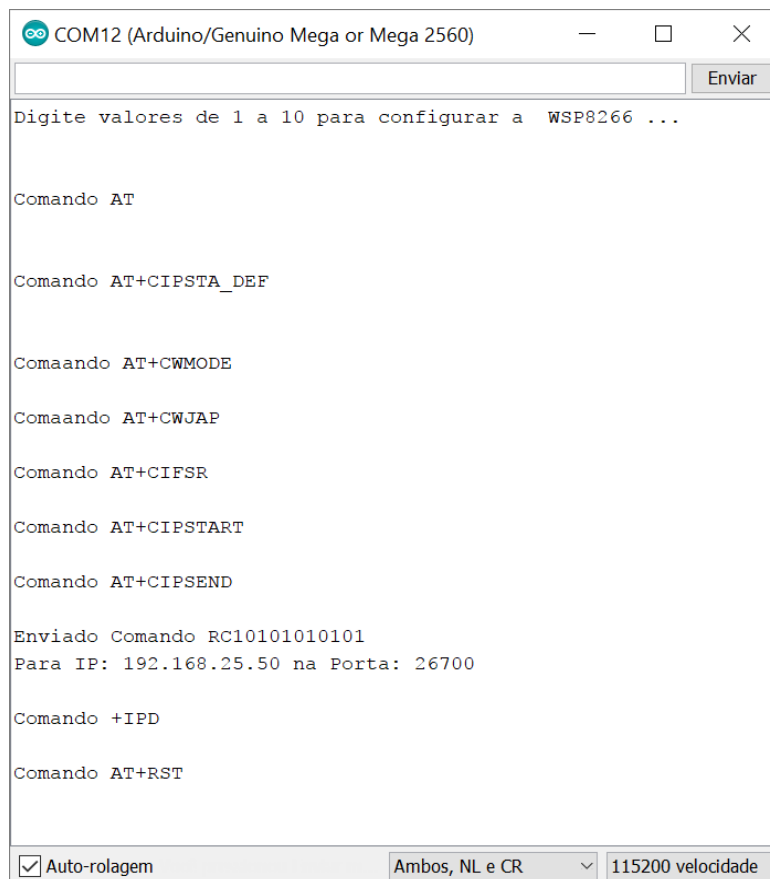 COM12 (Arduino/Genuino Mega or Mega 2560)
Enviar
Digite valores de 1 a 10 para configurar a  WSP8266 ...
Comando AT
Comando AT+CIPSTA_DEF
Comaando AT+CWMODE
Comaando AT+CWJAP
Comando AT+CIFSR
Comando AT+CIPSTART
Comando AT+CIPSEND
Enviado Comando RC10101010101
Para IP: 192.168.25.50 na Porta: 26700
Comando +IPD
Comando AT+RST
Auto-rolagem
Ambos, NL e CR
115200 velocidade